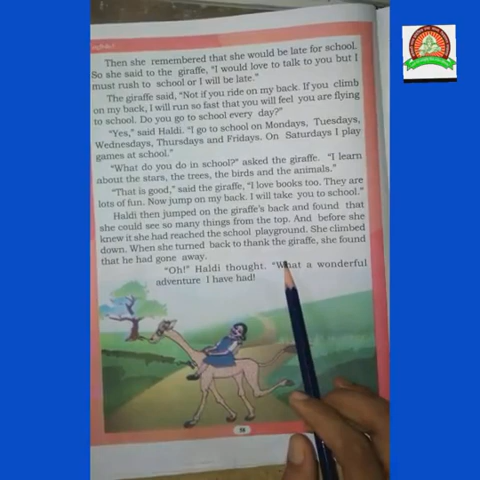 Then she remembered that she would be late for school.
So she said to the giraffe, "I would love to talk to you but I
must rush to school or I will be late."
The giraffe said, "Not if you ride on my back. If you climb
on my back, I will run so fast that you will feel you are flying
to school. Do you go to school every day?"
"Yes," said Haldi. "I go to school on Mondays, Tuesdays,
Wednesdays, Thursdays and Fridays. On Saturdays I play
games at school."
"What do you do in school?" asked the giraffe. "I learn
about the stars, the trees, the birds and the animals."
"That is good," said the giraffe, "I love books too. They are
lots of fun. Now jump on my back. I will take you to school."
Haldi then jumped on the giraffe's back and found that
she could see so many things from the top. And before she
knew it she had reached the school playground. She climbed
down. When she turned back to thank the giraffe, she found
that he had gone away.
"Oh!" Haldi thought. "What a wonderful
adventure I have had!